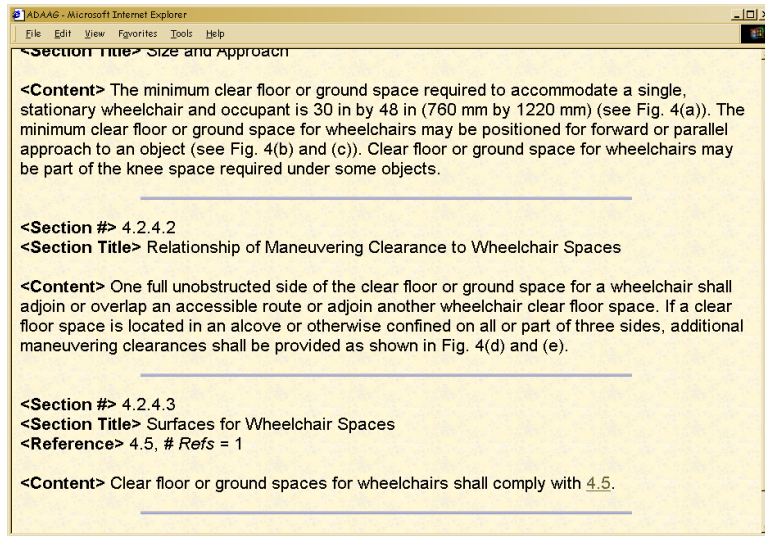 ADAAG - Microsoft Internet Explorer
File Edit View Favorites Tools Help
<Section Title> Size and Approach
<Content> The minimum clear floor or ground space required to accommodate a single,
stationary wheelchair and occupant is 30 in by 48 in (760 mm by 1220 mm) (see Fig. 4(a)). The
minimum clear floor or ground space for wheelchairs may be positioned for forward or parallel
approach to an object (see Fig. 4(b) and (c)). Clear floor or ground space for wheelchairs may
be part of the knee space required under some objects.
<Section #> 4.2.4.2
<Section Title> Relationship of Maneuvering Clearance to Wheelchair Spaces
<Content> One full unobstructed side of the clear floor or ground space for a wheelchair shall
adjoin or overlap an accessible route or adjoin another wheelchair clear floor space. If a clear
floor space is located in an alcove or otherwise confined on all or part of three sides, additional
maneuvering clearances shall be provided as shown in Fig. 4(d) and (e).
<Section #> 4.2.4.3
<Section Title> Surfaces for Wheelchair Spaces
<Reference> 4.5, # Refs = 1
<Content> Clear floor or ground spaces for wheelchairs shall comply with 4.5.